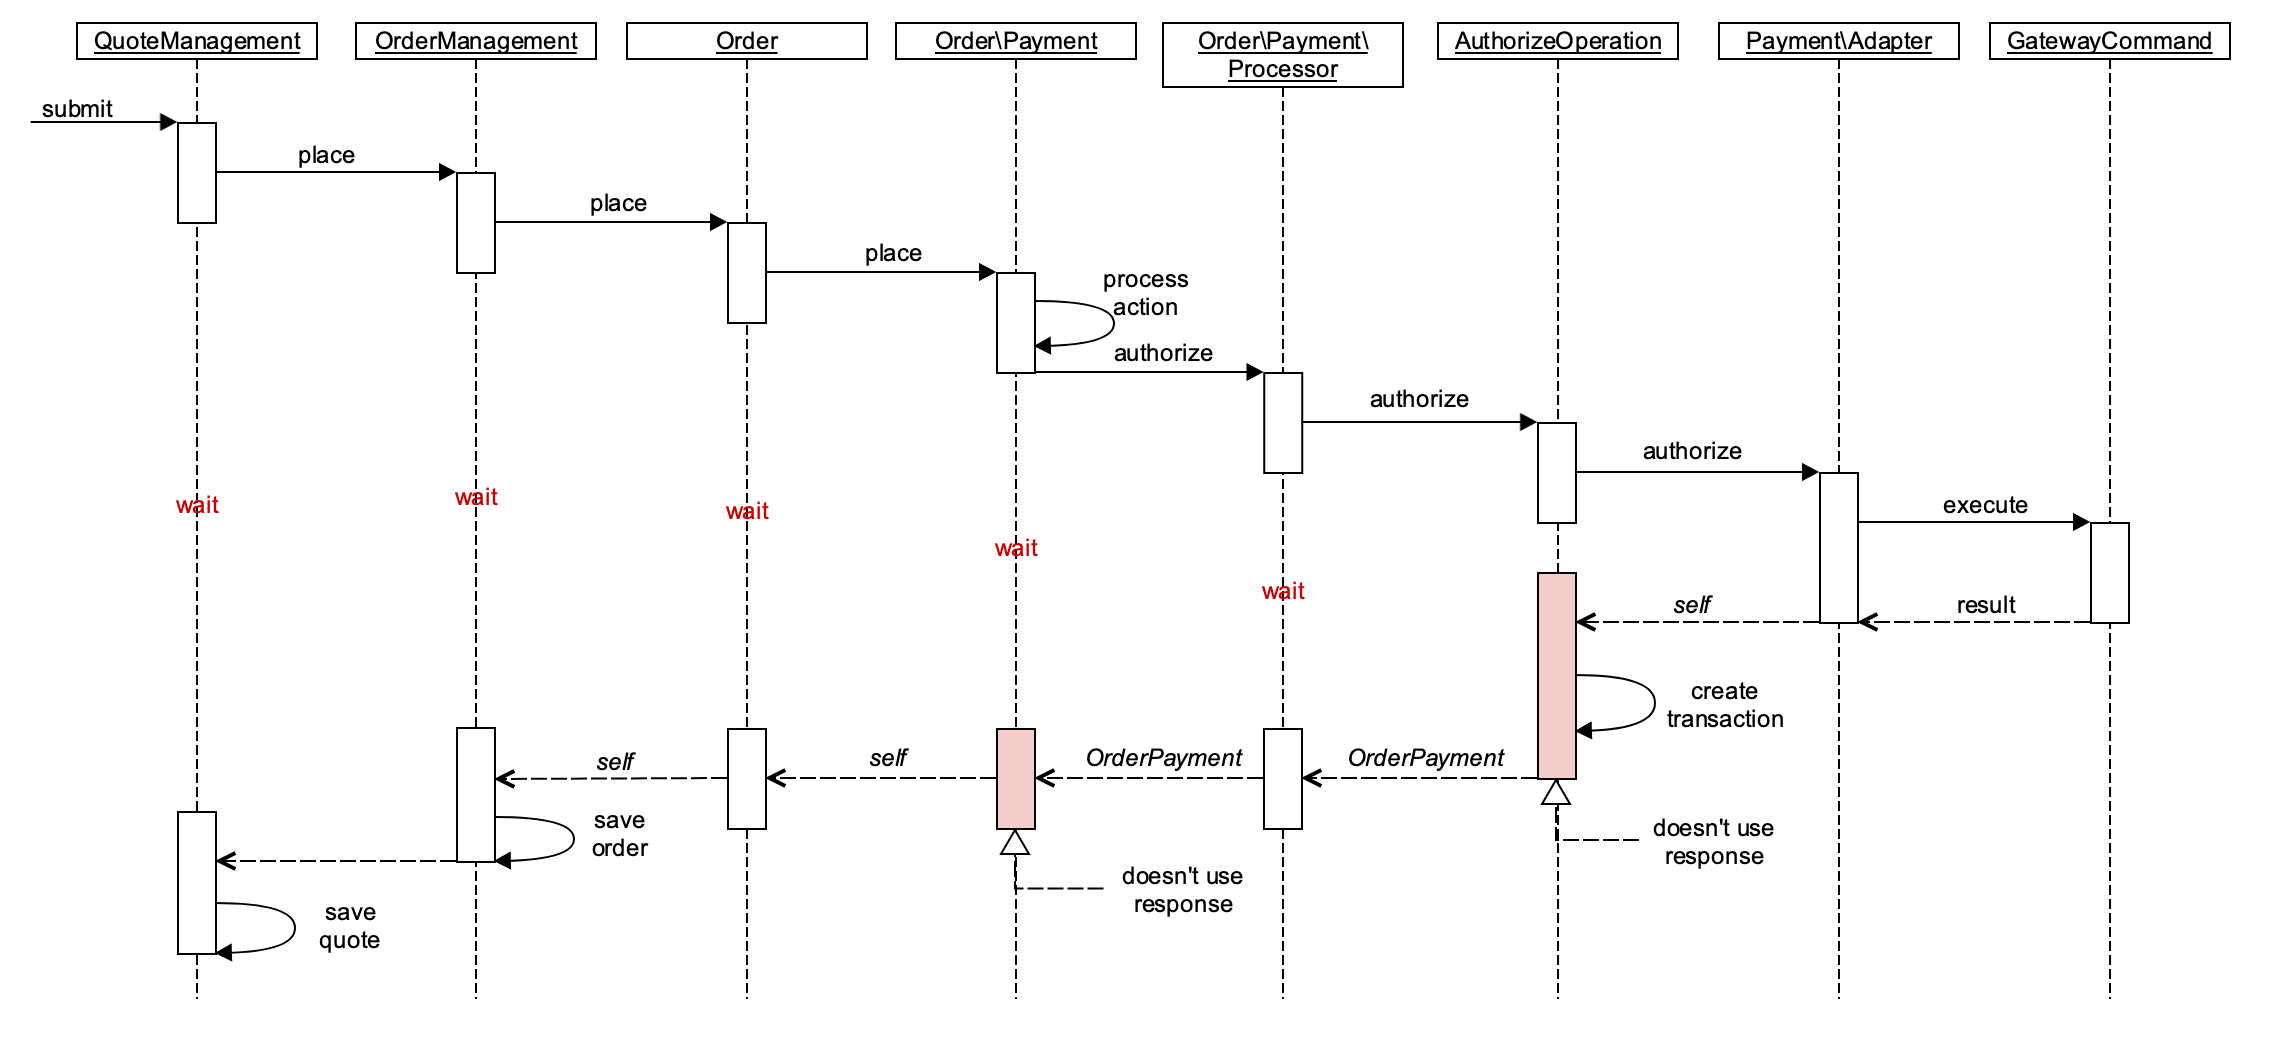 QuoteManagement
OrderManagement
Order
Order\Payment
Order\Payment\
Processor
AuthorizeOperation
Payment\Adapter
GatewayCommand
submit
place
place
place
process
action
authorize
authorize
authorize
execute
wait
wait
wait
wait
wait
self
result
create
transaction
self
self
OrderPayment
OrderPayment
save
order
doesn't use
response
doesn't use
response
save
quote